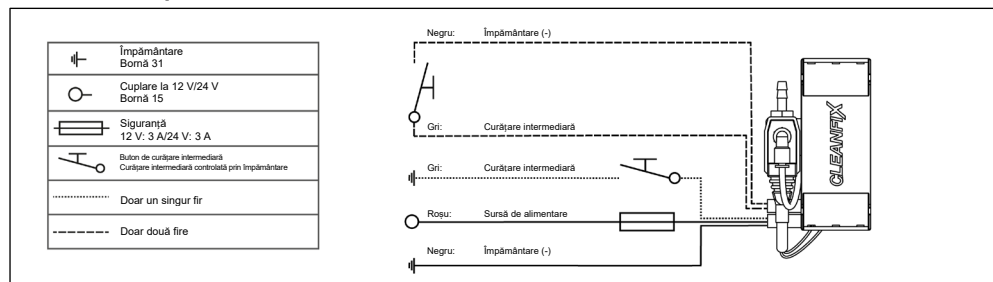 Împământare
Bornă 31
Cuplare la 12 V/24 V
Bornă 15
Siguranță
12 V: 3 A/24 V: 3 A
Buton de curățare intermediară
Curățare intermediară controlată prin împământare
Doar un singur fir
Doar două fire
Negru: Împământare (-)
Gri: Curățare intermediară
Gri: Curățare intermediară
Roșu: Sursă de alimentare
Negru: Împământare (-)
CLEANFIX